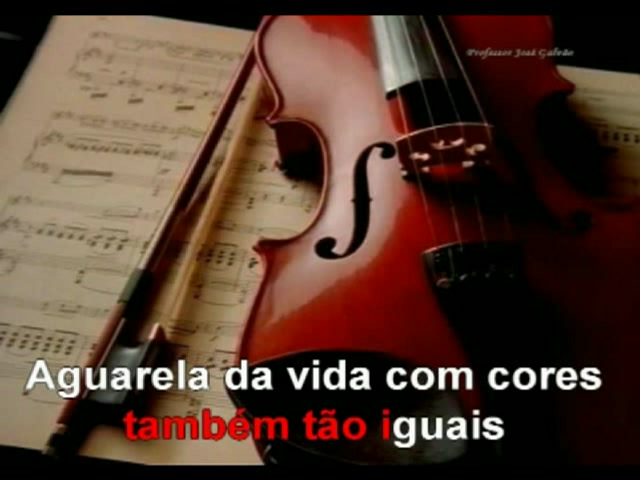 Professor José Galvão
Aguarela da vida com cores
também tão iguais